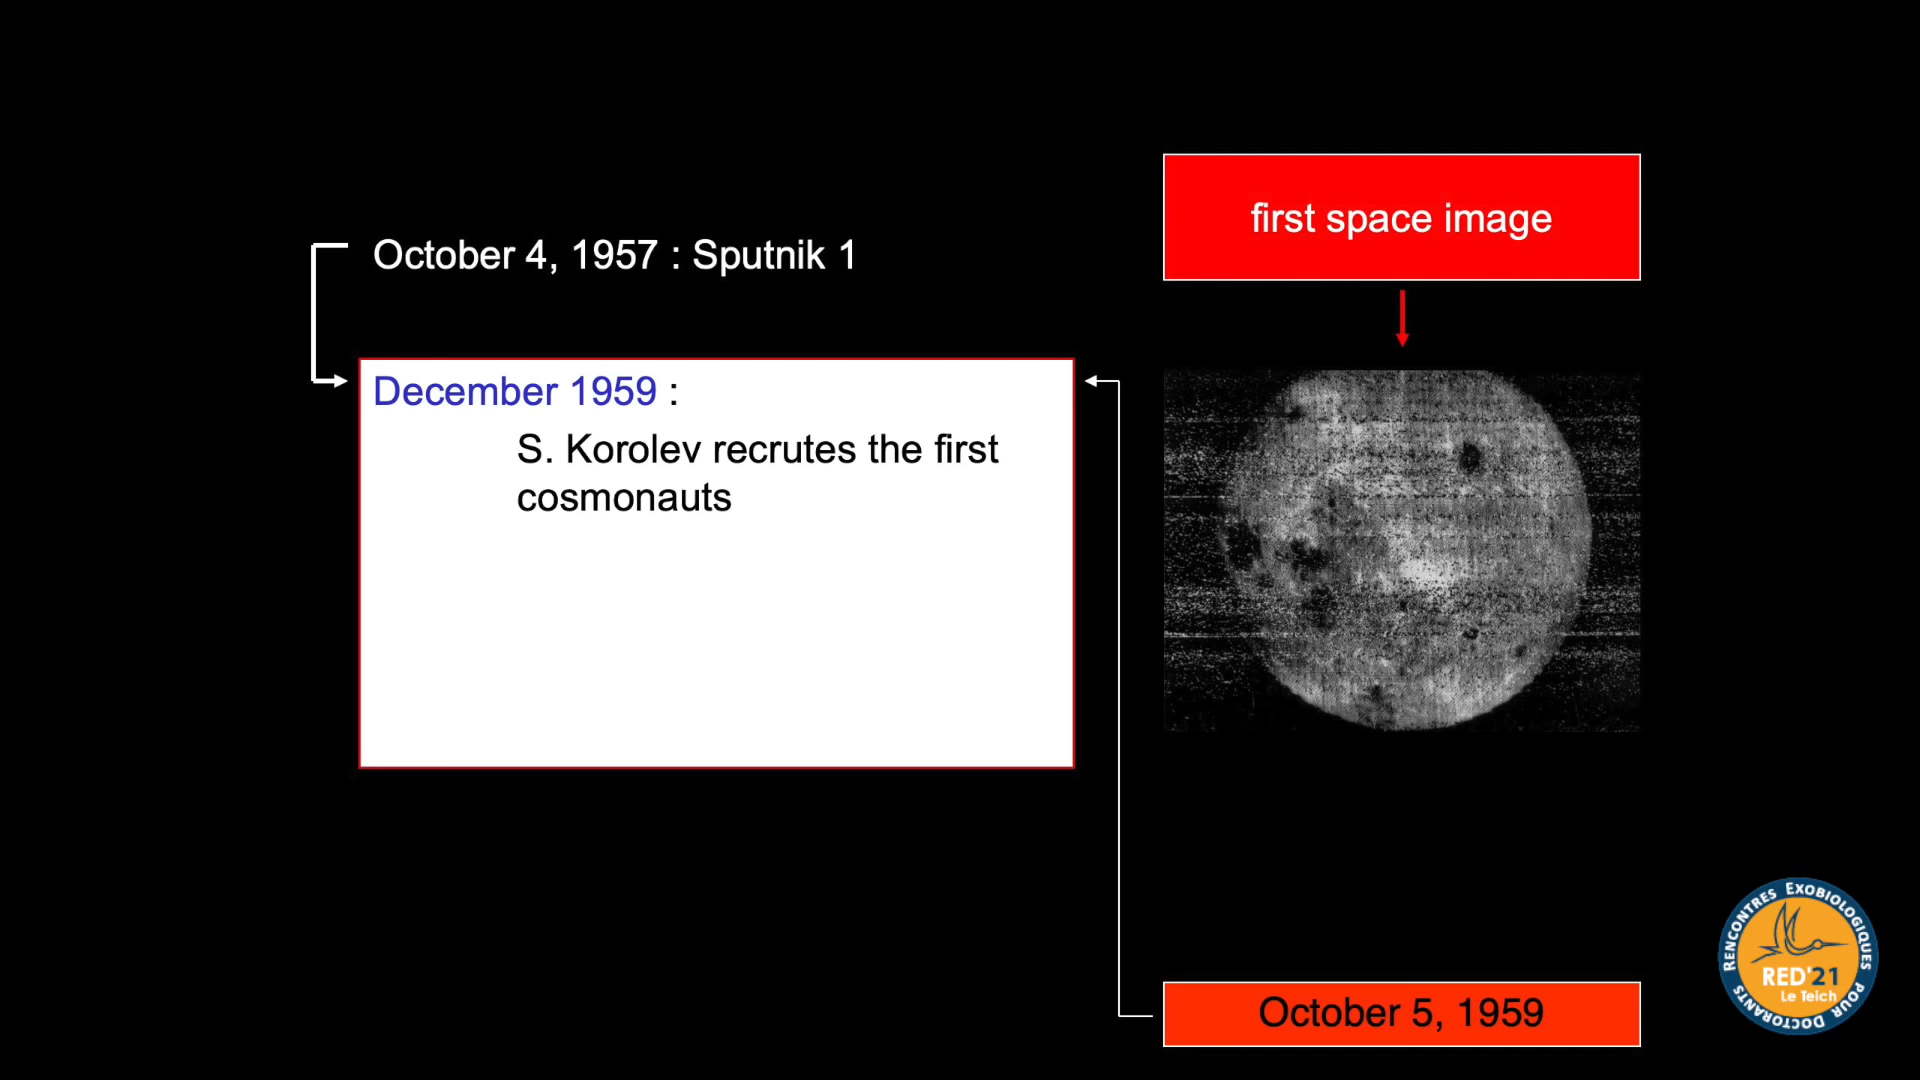 October 4, 1957 : Sputnik 1
December 1959 :
S. Korolev recrutes the first
cosmonauts
first space image
October 5, 1959
RENCONTRES EXOBIOLOGIQUES POUR DOCTORANTS
RED'21
Le Teich